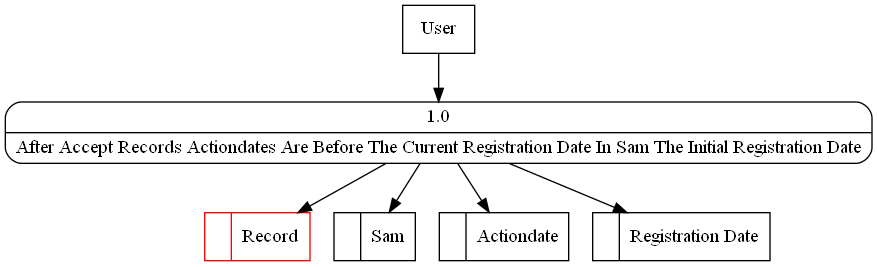 User
1.0
After Accept Records Actiondates Are Before The Current Registration Date In Sam The Initial Registration Date
Record
Sam
Actiondate
Registration Date